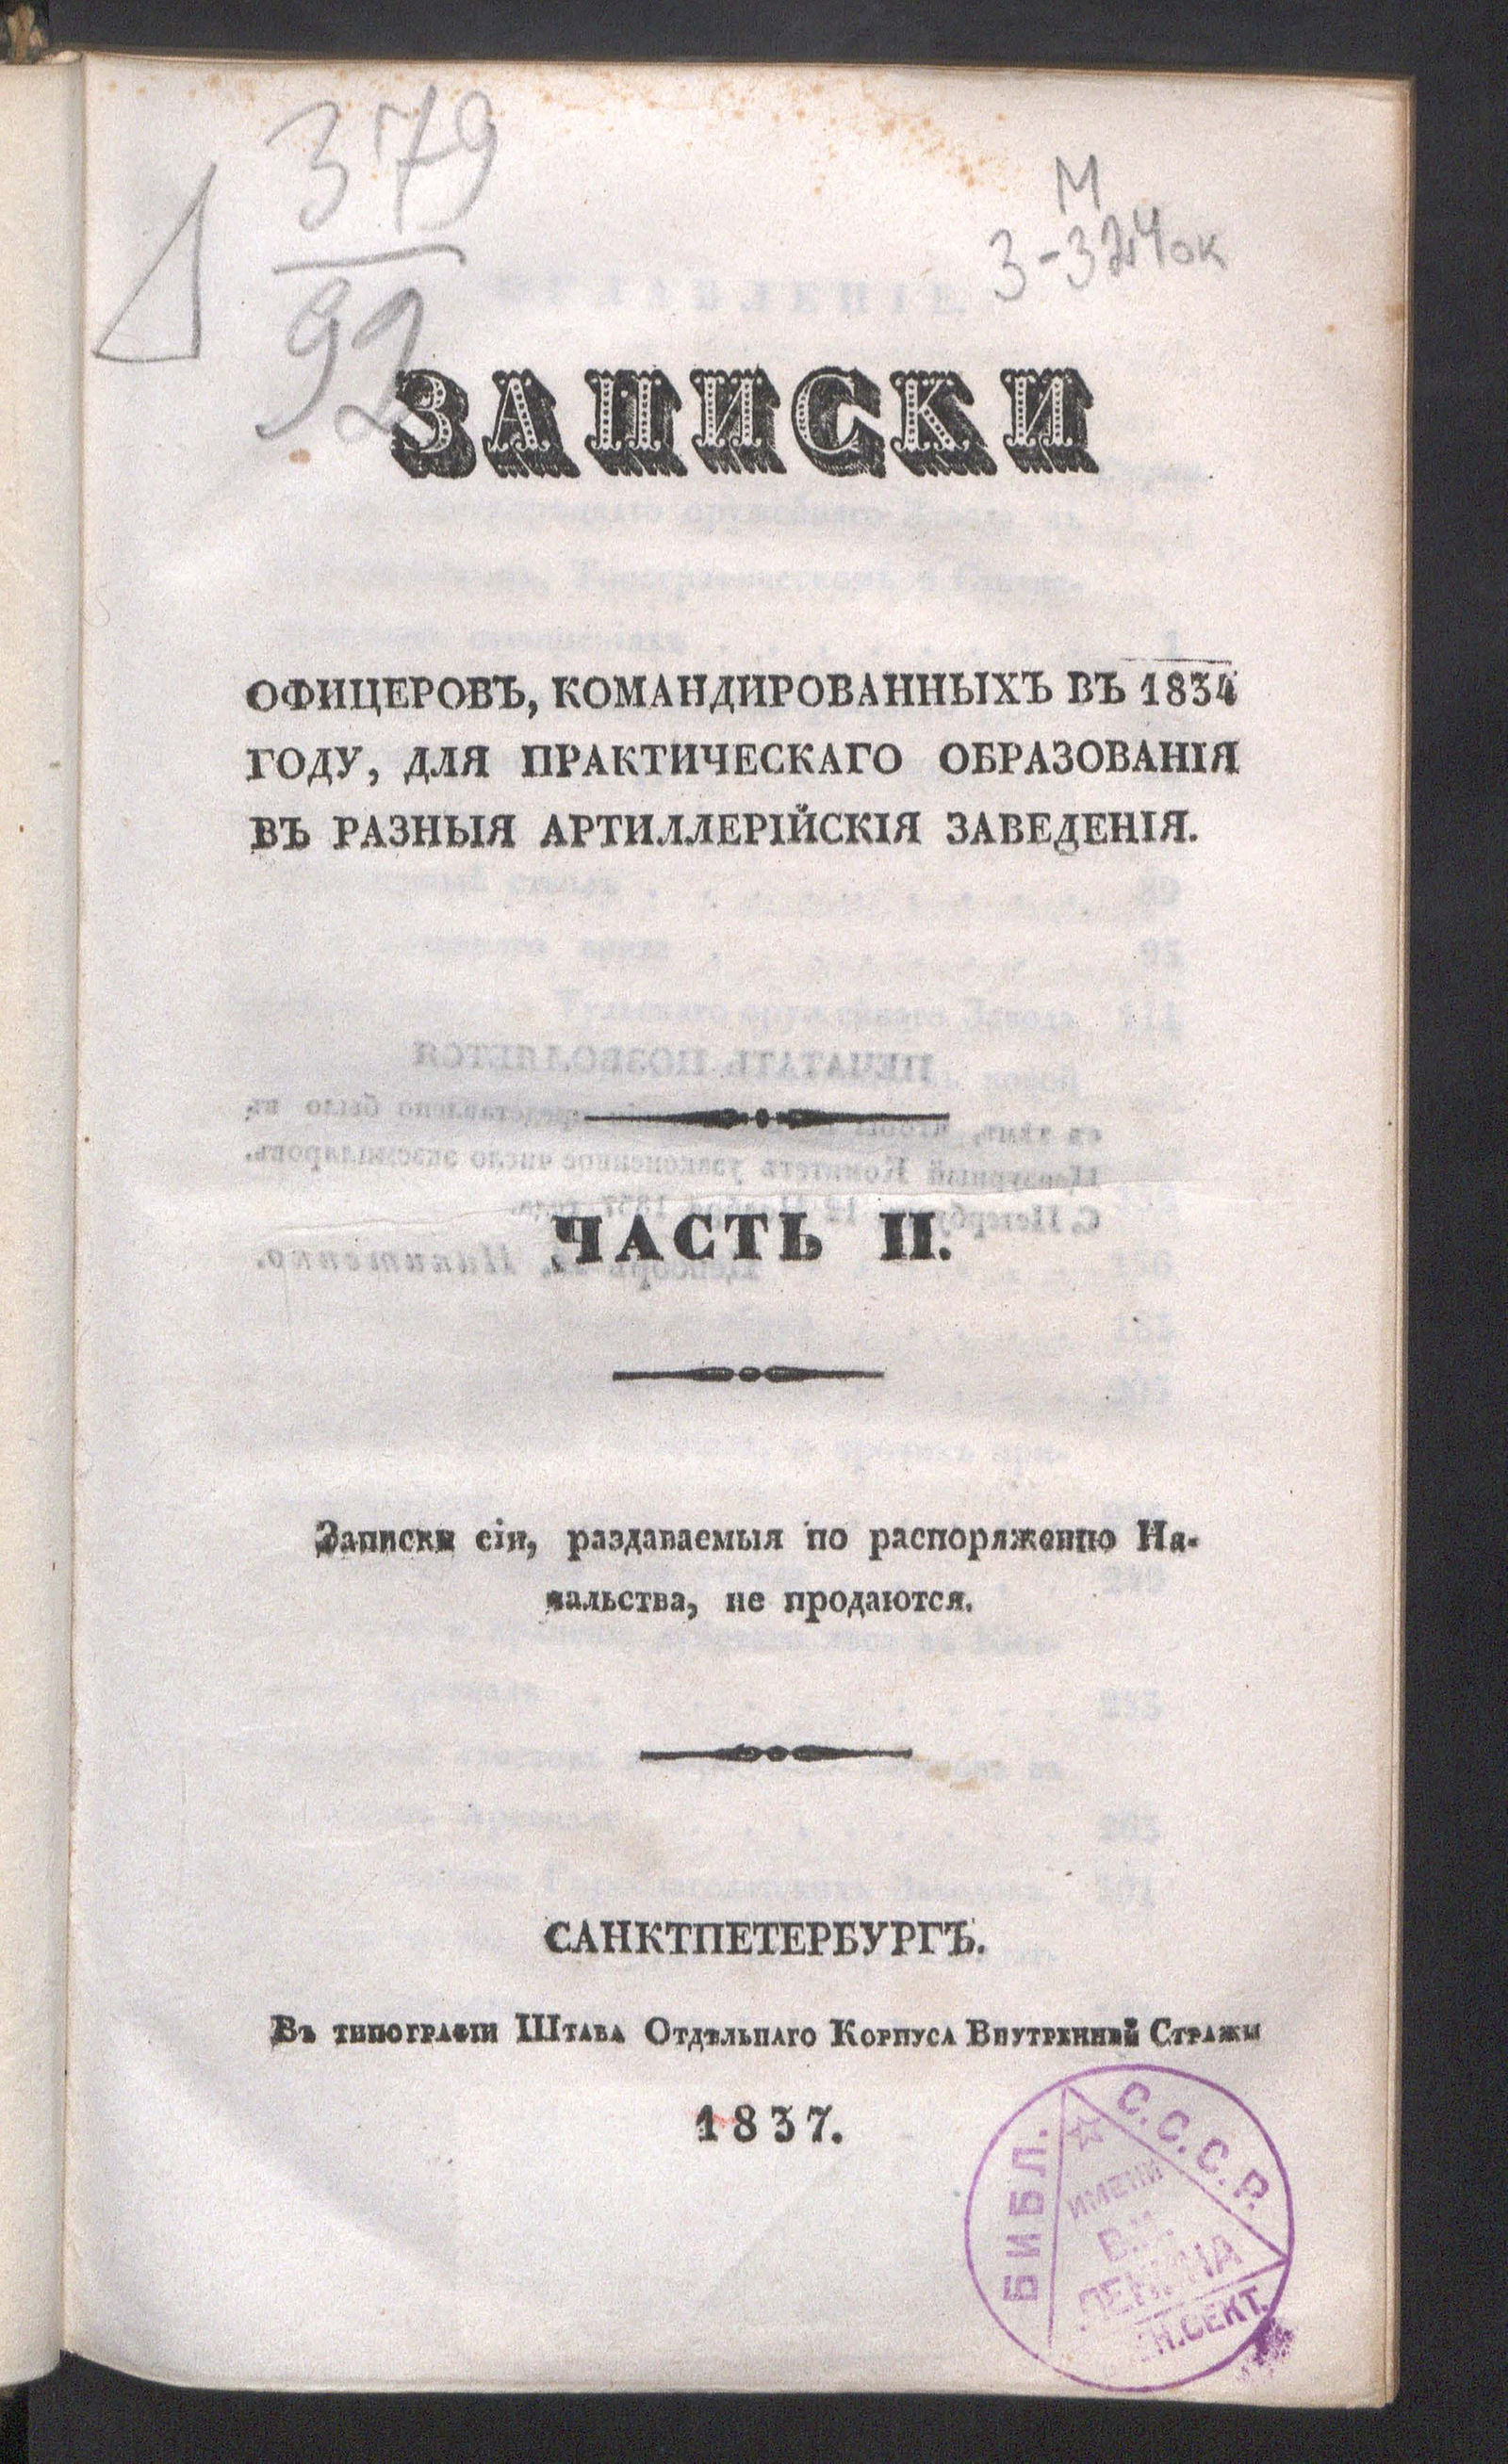 379
92
М
З-324ок
ЗАПИСКИ
ОФИЦЕРОВЪ, КОМАНДИРОВАННЫХЪ ВЪ 1834
ГОДУ, ДЛЯ ПРАКТИЧЕСКАГО ОБРАЗОВАНІЯ
ВЪ РАЗНЫЯ АРТИЛЛЕРІЙСКІЯ ЗАВЕДЕНІЯ.
ЧАСТЬ II.
Записки сіи, раздаваемыя по распоряженію На-
чальства, не продаются.
САНКТПЕТЕРБУРГЪ.
Въ типографіи Штаба Отдѣльнаго Корпуса Внутренней Стражи
1837.
БИБЛ.
С.С.С.Р.
ИМЕНИ
В.И.
ЛЕНИНА